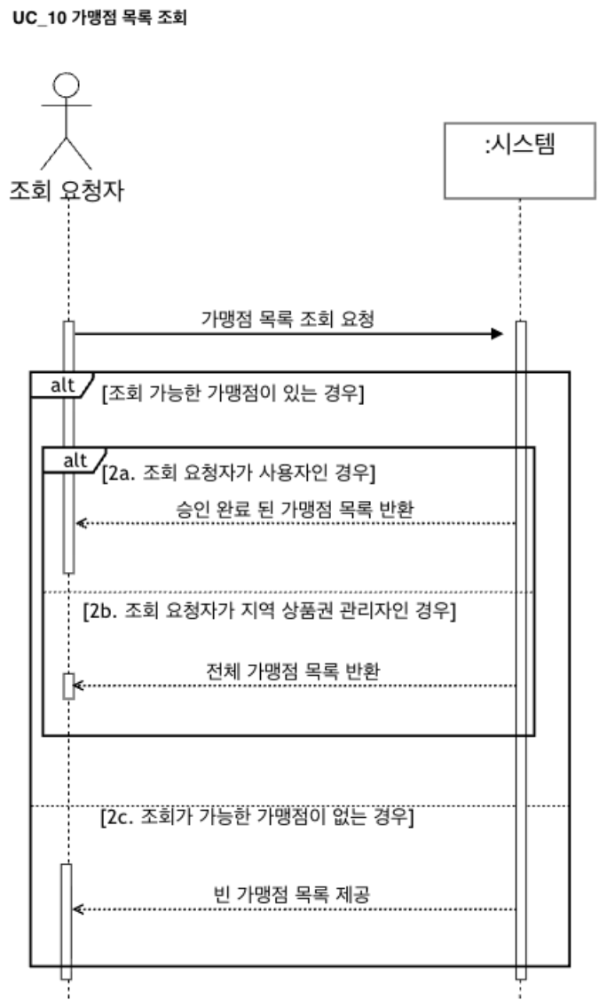 UC_10 가맹점 목록 조회
:시스템
조회 요청자
가맹점 목록 조회 요청
alt
[조회 가능한 가맹점이 있는 경우]
alt
[2a. 조회 요청자가 사용자인 경우]
승인 완료 된 가맹점 목록 반환
[2b. 조회 요청자가 지역 상품권 관리자인 경우]
전체 가맹점 목록 반환
[2c. 조회가 가능한 가맹점이 없는 경우]
빈 가맹점 목록 제공